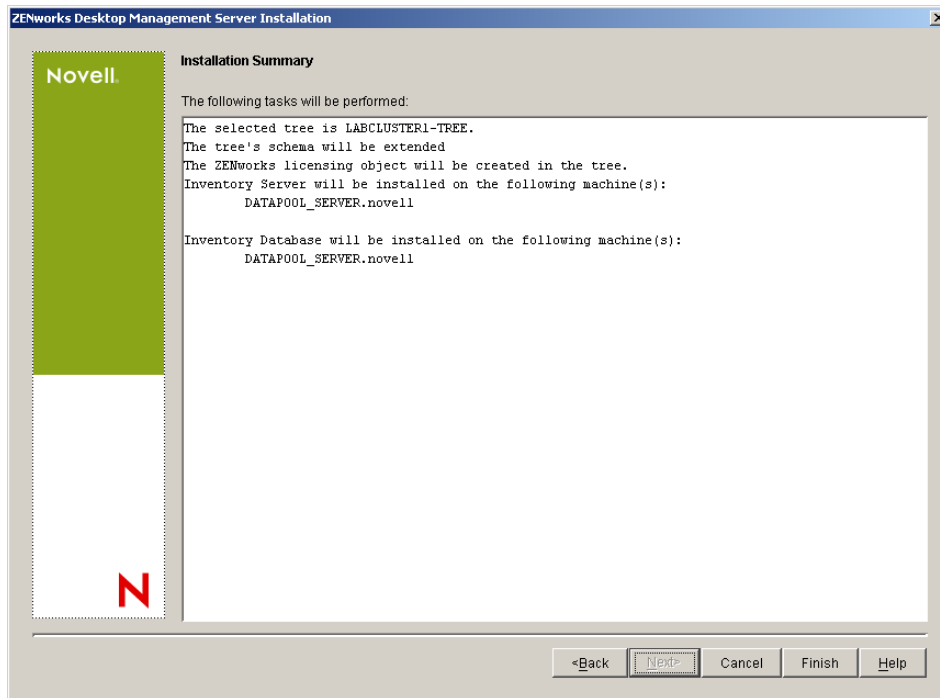 ZENworks Desktop Management Server Installation
Novell.
Installation Summary
The following tasks will be performed:
The selected tree is LABCLUSTER1-TREE.
The tree's schema will be extended
The ZENworks licensing object will be created in the tree.
Inventory Server will be installed on the following machine(s):
DATAPOOL_SERVER.novell
Inventory Database will be installed on the following machine(s):
DATAPOOL_SERVER.novell
N
<Back Next> Cancel Finish Help